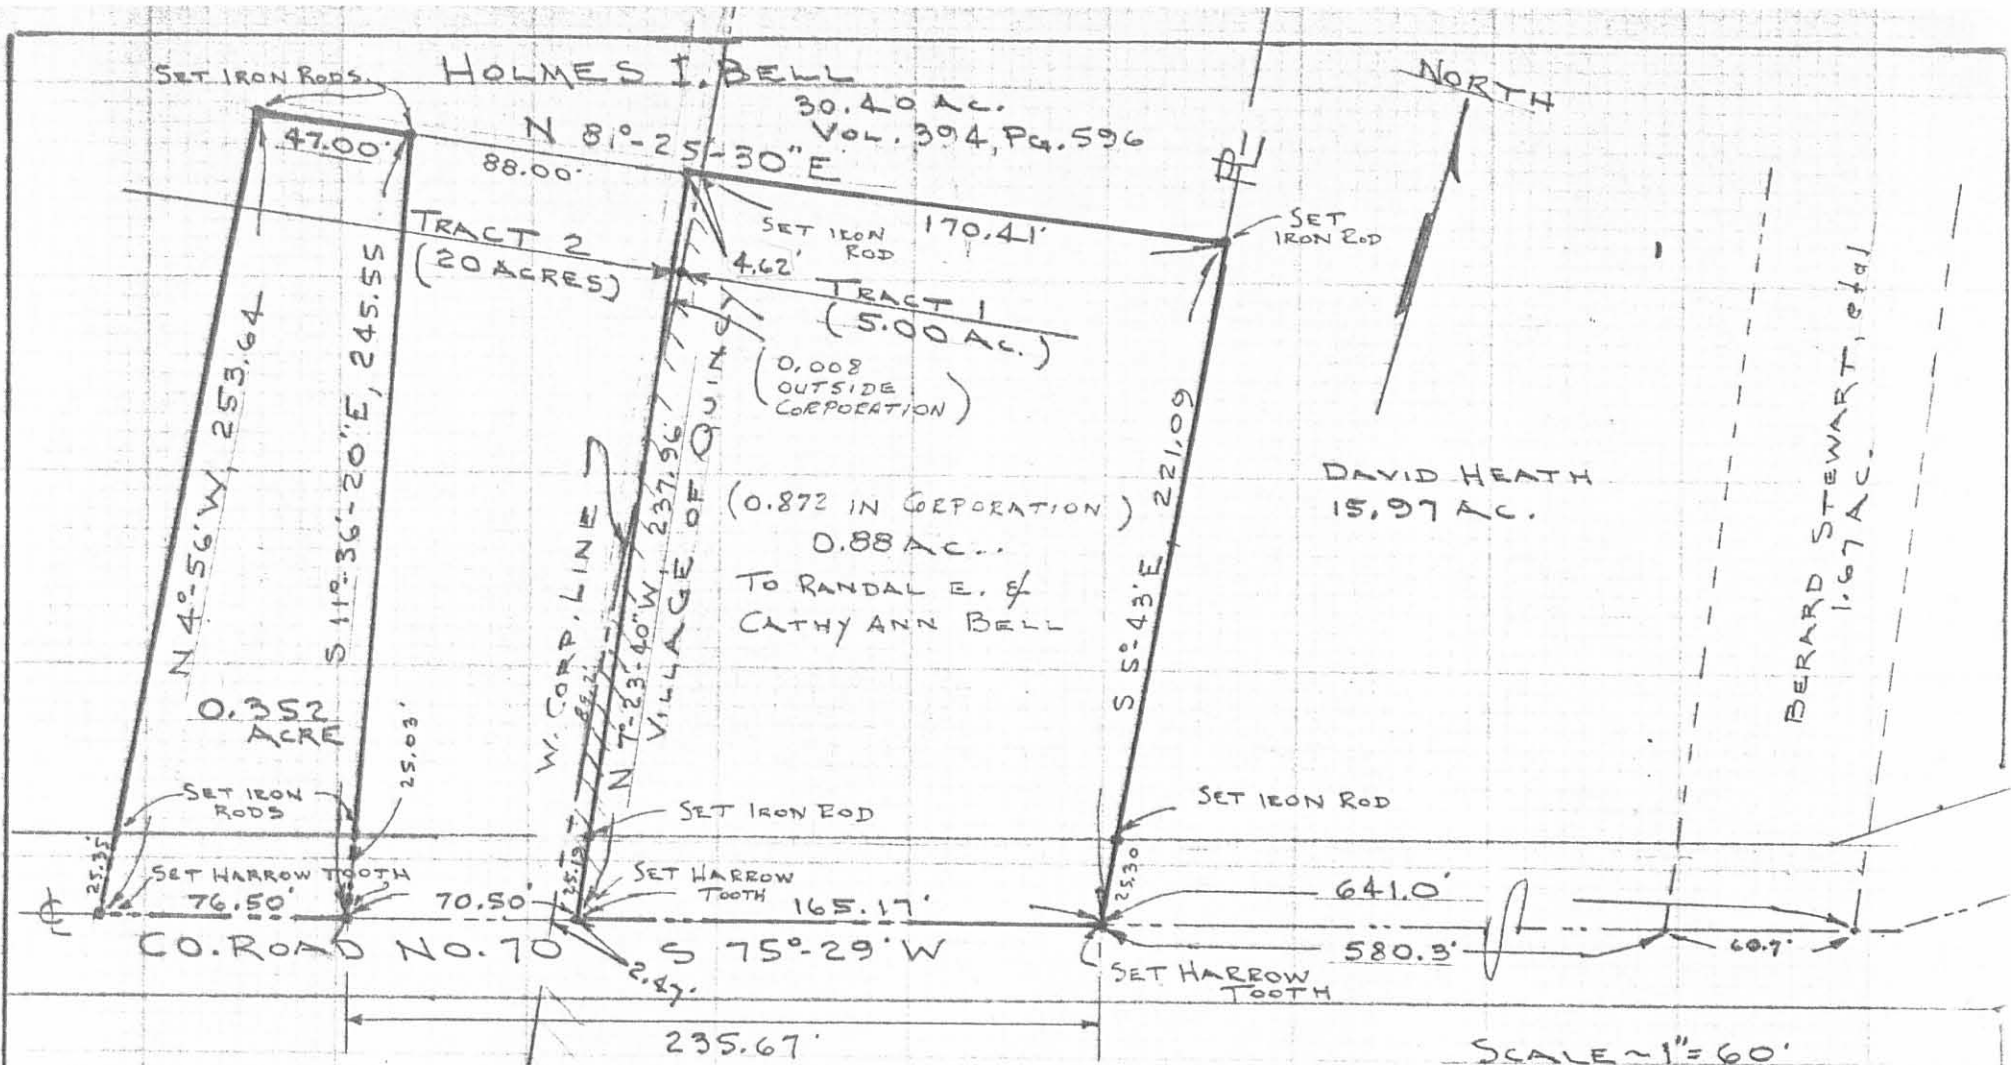 SET IRON RODS.
HOLMES I. BELL
30.40 AC.
VOL. 394, PG. 596
NORTH
47.00'
N 81°-25'-30" E
88.00'
PL
TRACT 2
(20 ACRES)
SET IRON
ROD
170.41'
SET
IRON ROD
4.62'
TRACT 1
(5.00 AC.)
(0.008
OUTSIDE
CORPORATION)
N 4°-56' W, 253.64
S 11°-36'-20" E, 245.55
W. CORP. LINE
N 7°-23'-40" W 237.96'
VILLAGE OF QUINCY
(0.872 IN CORPORATION)
0.88 AC..
TO RANDAL E. &
CATHY ANN BELL
S 5°-43' E, 221.09
DAVID HEATH
15.97 AC.
BERARD STEWART, etal
1.67 AC.
0.352
ACRE
25.03'
SET IRON
RODS
SET IRON ROD
SET IRON ROD
25.35'
SET HARROW TOOTH
SET HARROW
TOOTH
25.30
76.50'
70.50'
165.17'
641.0'
CO. ROAD NO. 70
S 75°-29' W
580.3'
60.7'
SET HARROW
TOOTH
235.67'
SCALE ~ 1" = 60'